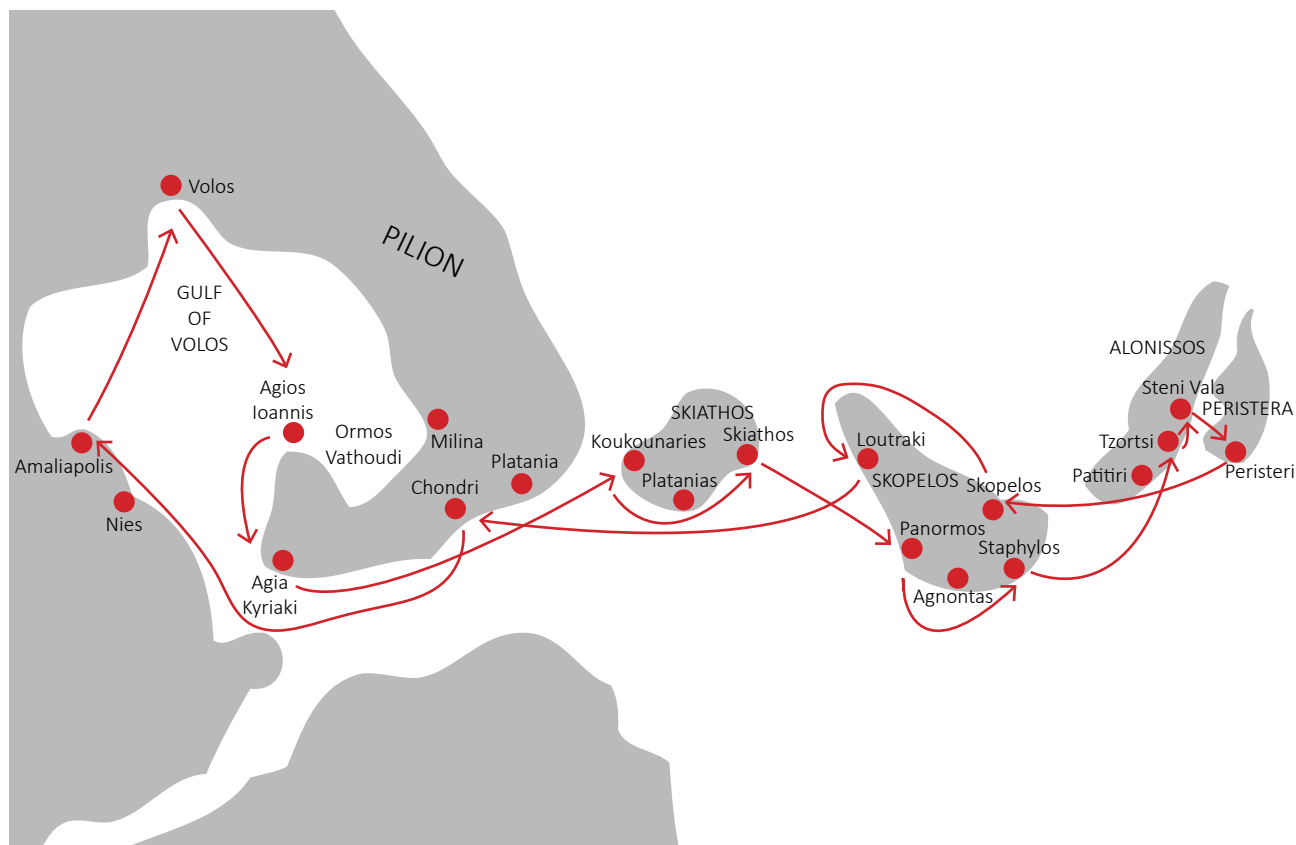 Volos
PILION
GULF
OF
VOLOS
Agios
Ioannis
Ormos
Vathoudi
Milina
Amaliapolis
Nies
Platania
Chondri
Agia
Kyriaki
SKIATHOS
Koukounaries
Skiathos
Platanias
Loutraki
SKOPELOS
Skopelos
Panormos
Staphylos
Agnontas
ALONISSOS
Steni Vala
PERISTERA
Tzortsi
Patitiri
Peristeri